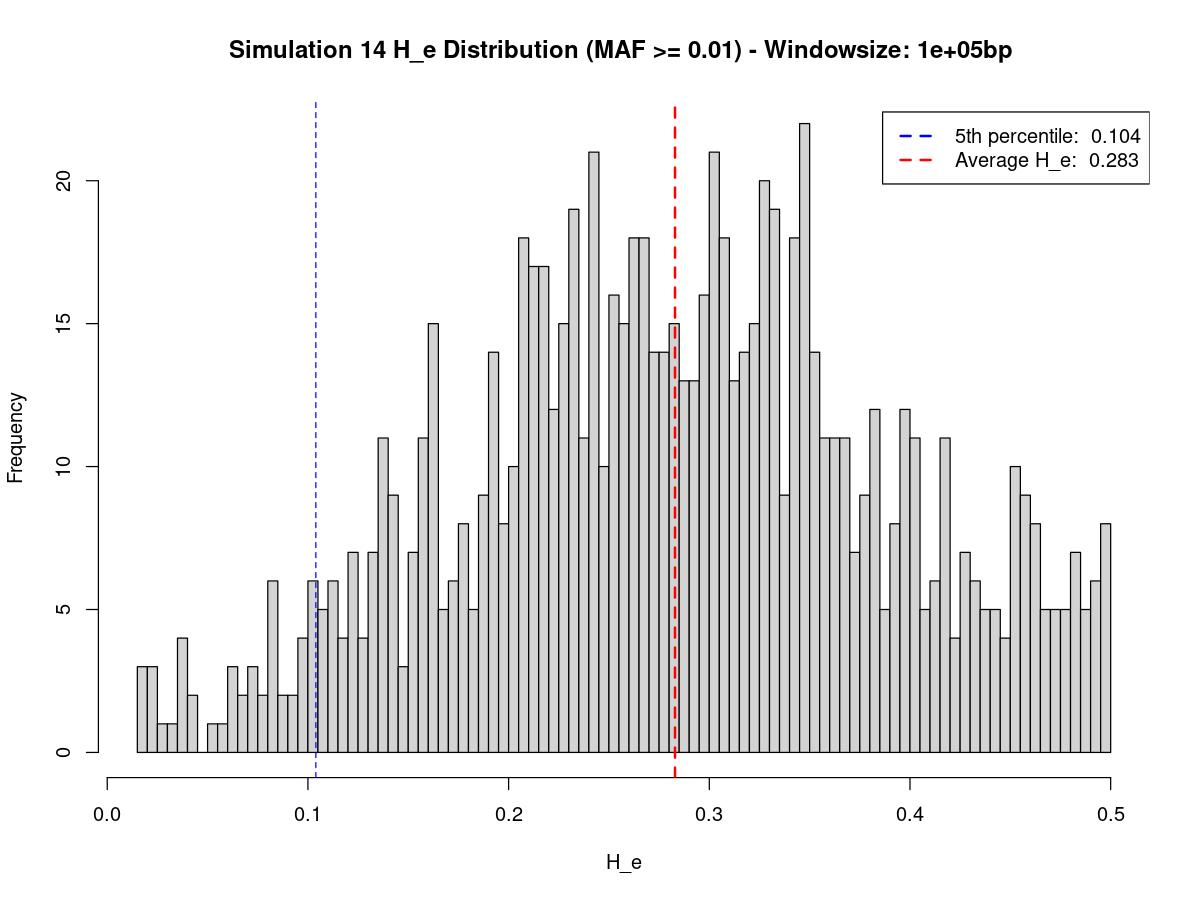 Simulation 14 H_e Distribution (MAF >= 0.01) - Windowsize: 1e+05bp
5th percentile:  0.104
Average H_e:  0.283
Frequency
20
15
10
5
0
0.0 0.1 0.2 0.3 0.4 0.5
H_e